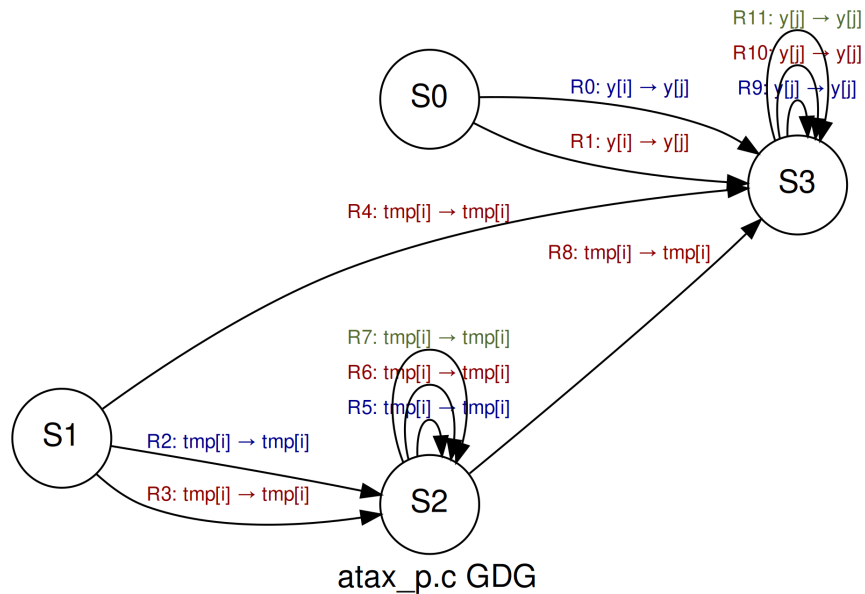 R11: y[j] → y[j]
R10: y[j] → y[j]
R9: y[j] → y[j]
S0
R0: y[i] → y[j]
R1: y[i] → y[j]
S3
R4: tmp[i] → tmp[i]
R8: tmp[i] → tmp[i]
R7: tmp[i] → tmp[i]
R6: tmp[i] → tmp[i]
R5: tmp[i] → tmp[i]
S1
R2: tmp[i] → tmp[i]
R3: tmp[i] → tmp[i]
S2
atax_p.c GDG